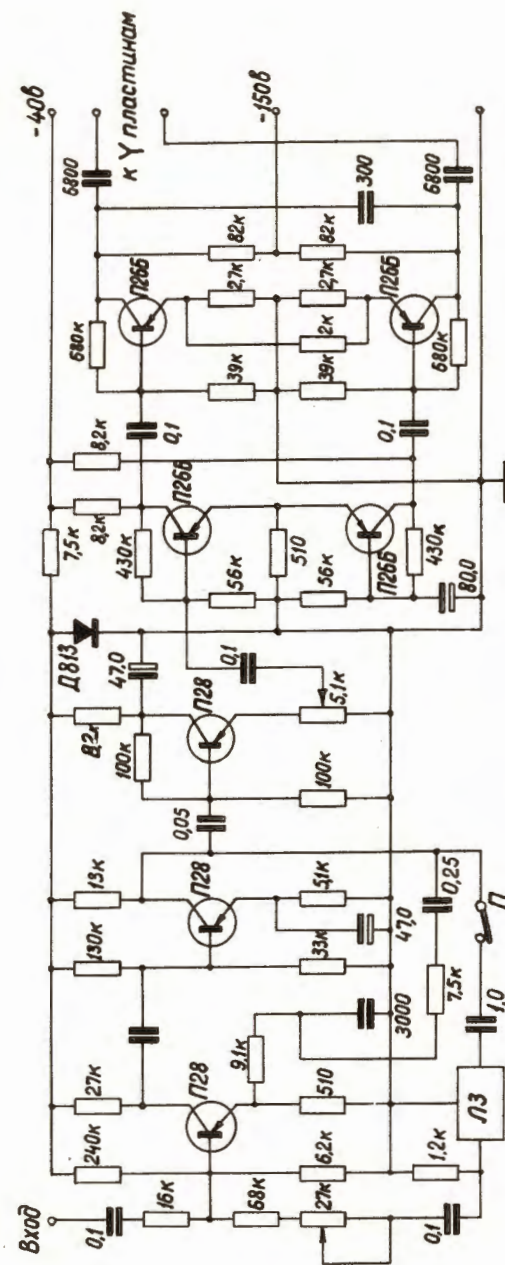 Вход
0,1
16к
240к
27к
П28
68к
27к
6,2к
510
9,1к
3000
1,2к
0,1
ЛЗ
1,0
П
7,5к
0,25
130к
13к
П28
33к
5,1к
47,0
0,05
8,2к
100к
47,0
Д813
П28
100к
5,1к
0,1
7,5к
8,2к
8,2к
430к
П26Б
56к
510
56к
П26Б
430к
80,0
0,1
0,1
680к
П26Б
39к
2,7к
82к
2к
39к
2,7к
82к
П26Б
680к
6800
300
6800
-40в
к Y пластинам
-150в